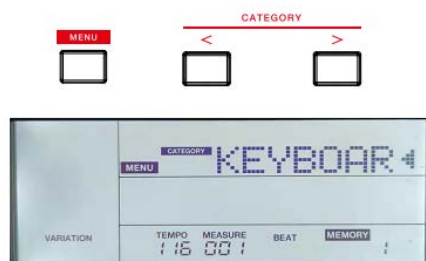 CATEGORY
MENU < >
CATEGORY
MENU KEYBOAR
VARIATION TEMPO MEASURE BEAT MEMORY
116 001 1